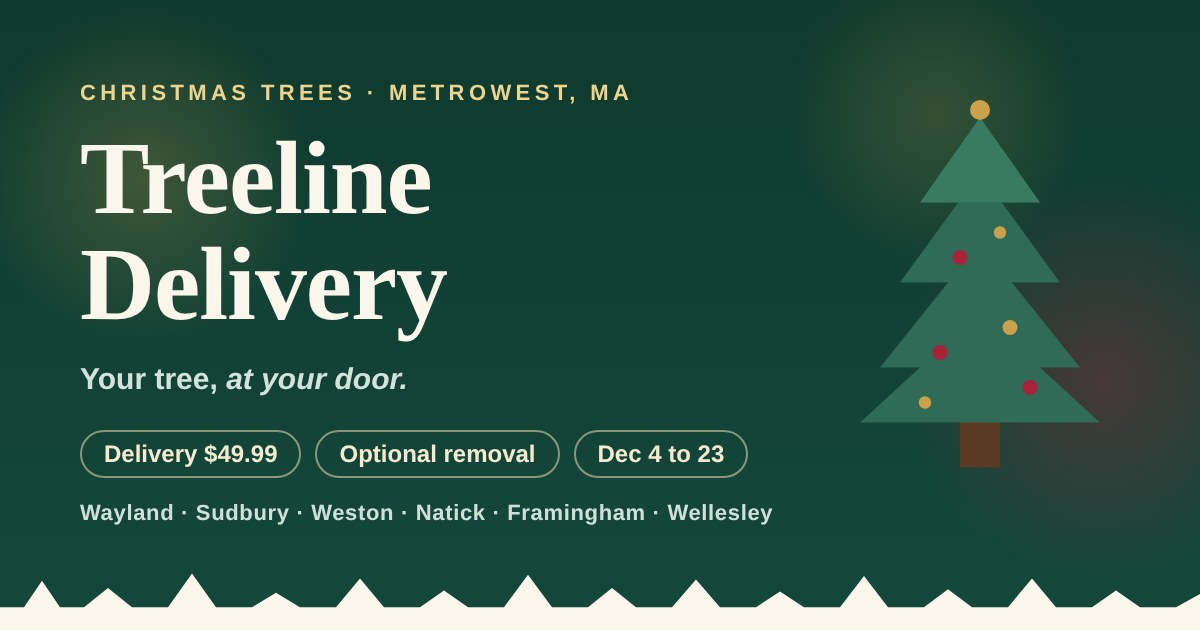 CHRISTMAS TREES · METROWEST, MA
Treeline
Delivery
Your tree, at your door.
Delivery $49.99
Optional removal
Dec 4 to 23
Wayland · Sudbury · Weston · Natick · Framingham · Wellesley